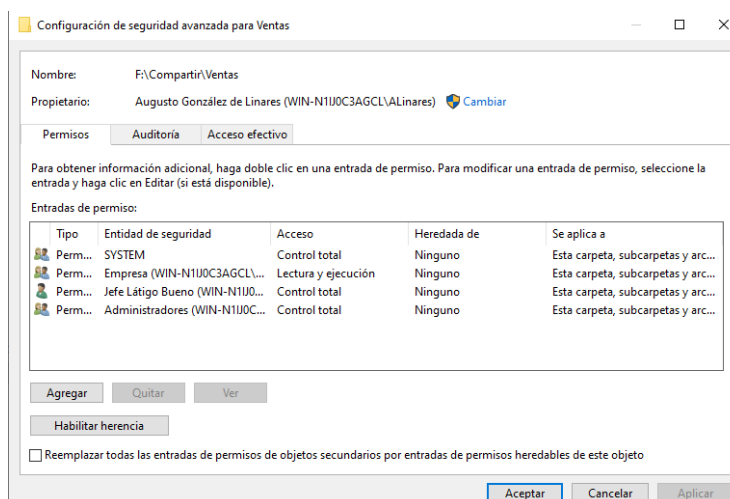 Configuración de seguridad avanzada para Ventas
Nombre: F:\Compartir\Ventas
Propietario: Augusto González de Linares (WIN-N1IJ0C3AGCL\ALinares) Cambiar
Permisos Auditoría Acceso efectivo
Para obtener información adicional, haga doble clic en una entrada de permiso. Para modificar una entrada de permiso, seleccione la
entrada y haga clic en Editar (si está disponible).
Entradas de permiso:
Tipo Entidad de seguridad Acceso Heredada de Se aplica a
Perm... SYSTEM Control total Ninguno Esta carpeta, subcarpetas y arc...
Perm... Empresa (WIN-N1IJ0C3AGCL\... Lectura y ejecución Ninguno Esta carpeta, subcarpetas y arc...
Perm... Jefe Látigo Bueno (WIN-N1IJ0... Control total Ninguno Esta carpeta, subcarpetas y arc...
Perm... Administradores (WIN-N1IJ0C... Control total Ninguno Esta carpeta, subcarpetas y arc...
Agregar Quitar Ver
Habilitar herencia
Reemplazar todas las entradas de permisos de objetos secundarios por entradas de permisos heredables de este objeto
Aceptar Cancelar Aplicar